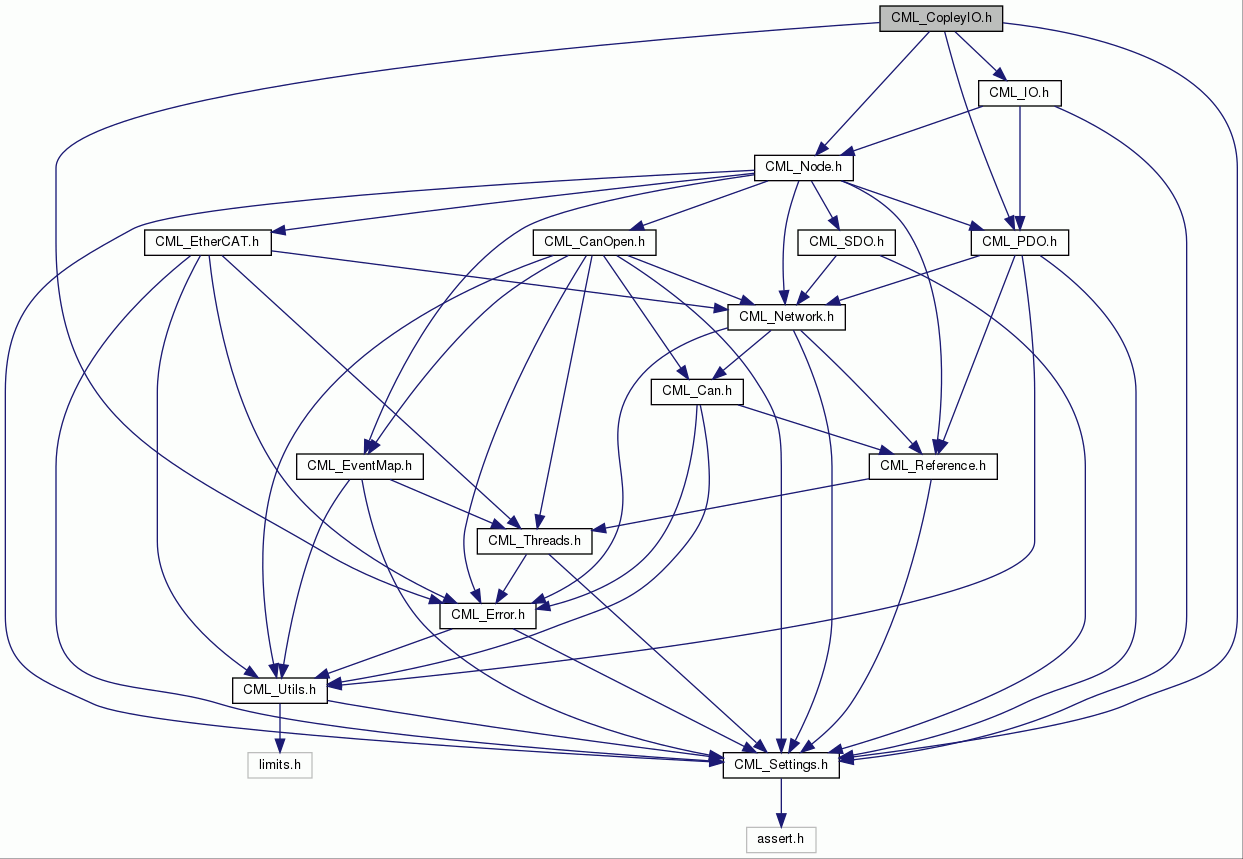 CML_CopleyIO.h
CML_IO.h
CML_Node.h
CML_EtherCAT.h
CML_CanOpen.h
CML_SDO.h
CML_PDO.h
CML_Network.h
CML_Can.h
CML_EventMap.h
CML_Reference.h
CML_Threads.h
CML_Error.h
CML_Utils.h
limits.h
CML_Settings.h
assert.h